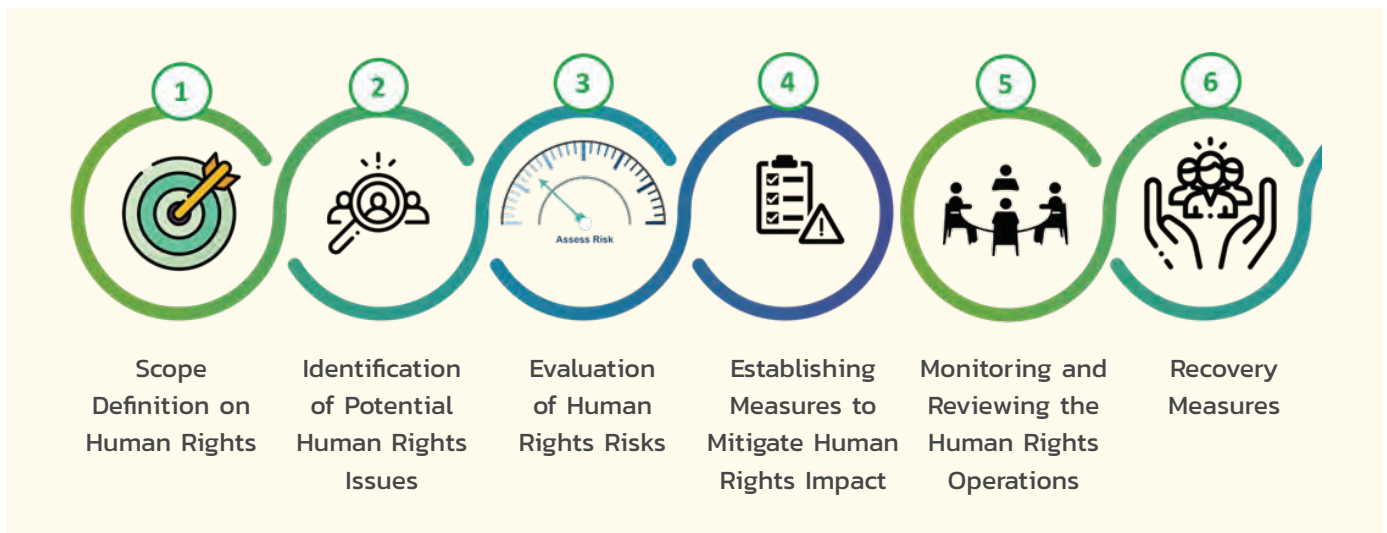 1
2
3
4
5
6
Assess Risk
Scope
Definition on
Human Rights
Identification
of Potential
Human Rights
Issues
Evaluation
of Human
Rights Risks
Establishing
Measures to
Mitigate Human
Rights Impact
Monitoring and
Reviewing the
Human Rights
Operations
Recovery
Measures